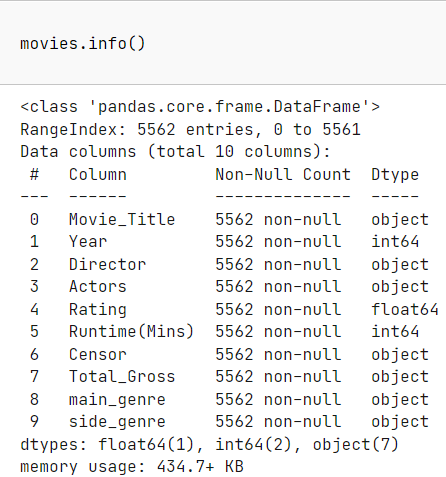 movies.info()
<class 'pandas.core.frame.DataFrame'>
RangeIndex: 5562 entries, 0 to 5561
Data columns (total 10 columns):
 #   Column         Non-Null Count  Dtype
---  ------         --------------  -----
 0   Movie_Title    5562 non-null   object
 1   Year           5562 non-null   int64
 2   Director       5562 non-null   object
 3   Actors         5562 non-null   object
 4   Rating         5562 non-null   float64
 5   Runtime(Mins)  5562 non-null   int64
 6   Censor         5562 non-null   object
 7   Total_Gross    5562 non-null   object
 8   main_genre     5562 non-null   object
 9   side_genre     5562 non-null   object
dtypes: float64(1), int64(2), object(7)
memory usage: 434.7+ KB